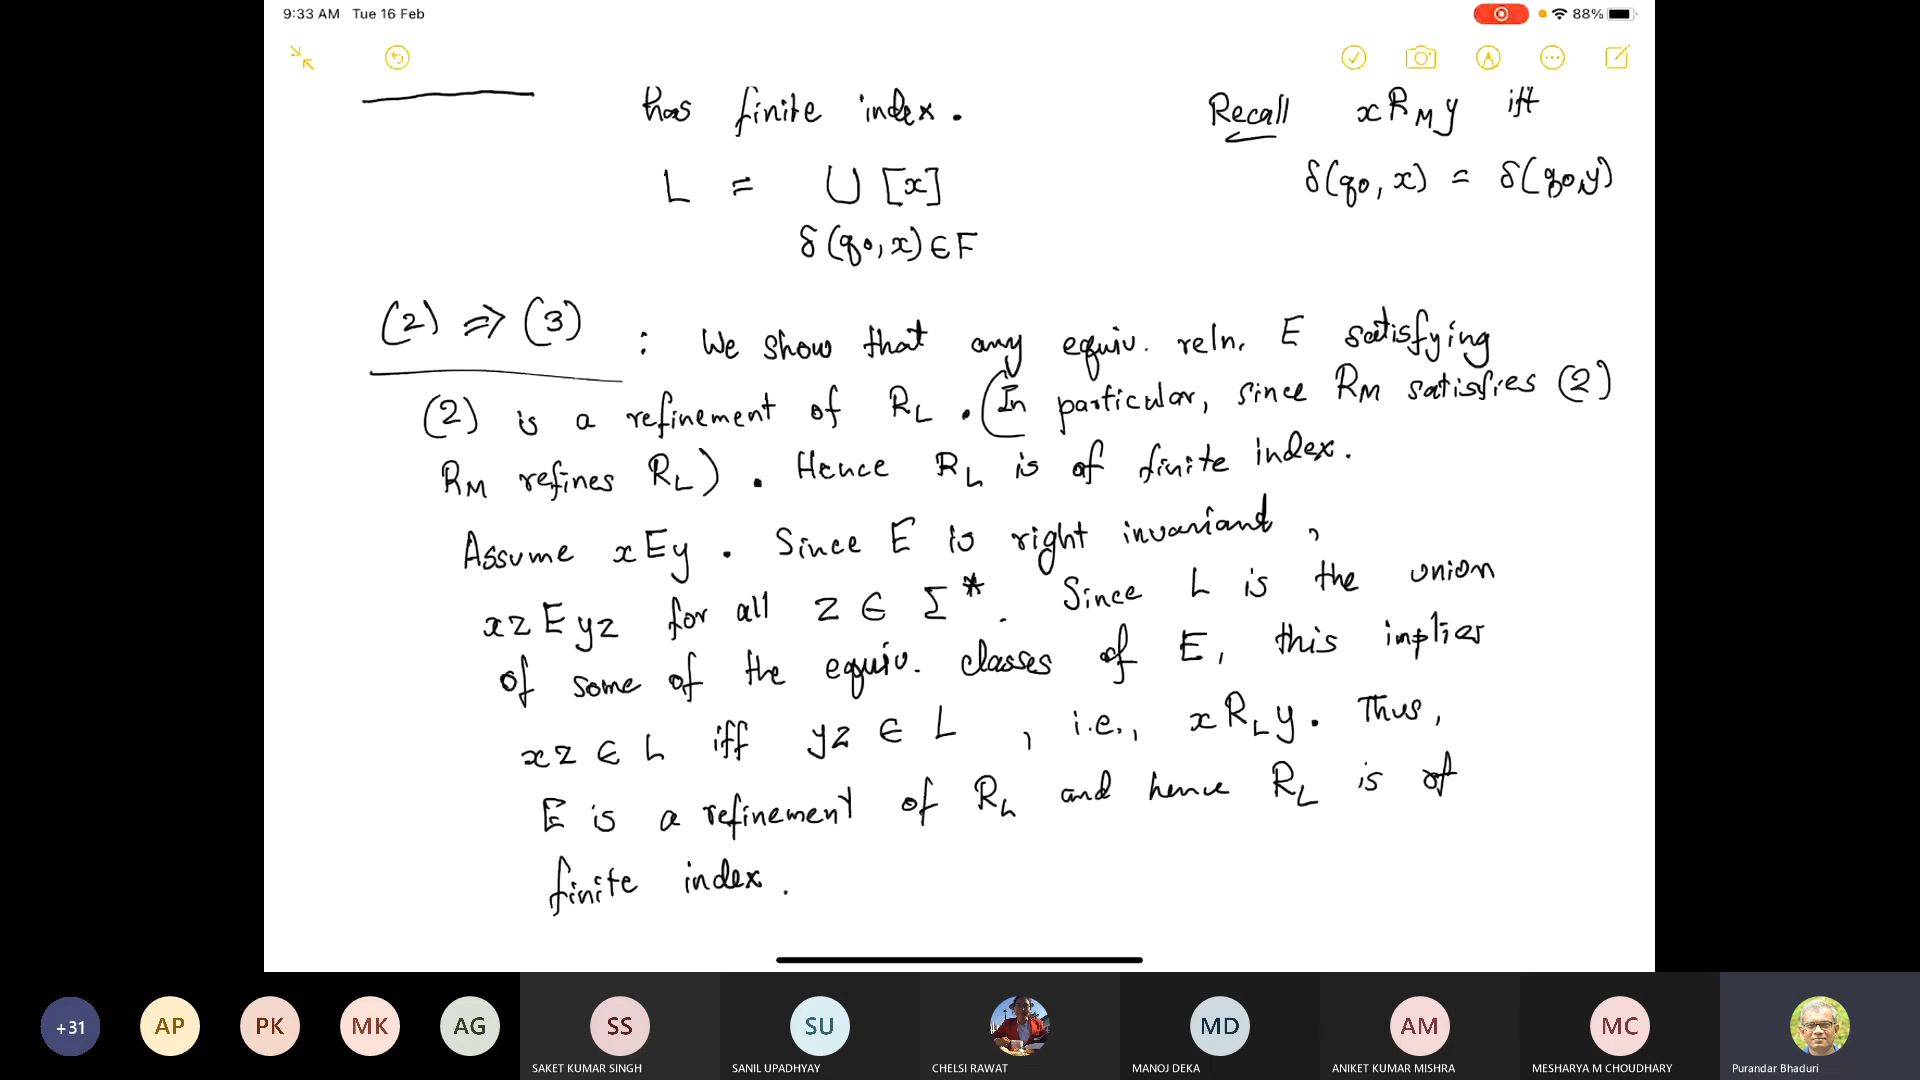 9:33 AM Tue 16 Feb
88%
has finite index.
Recall x R_M y iff
L = ∪ [x]
δ(q₀, x) = δ(q₀, y)
δ(q₀, x) ∈ F
(2) ⇒ (3) : We show that any equiv. reln. E satisfying
(2) is a refinement of R_L. (In particular, since R_M satisfies (2)
R_M refines R_L). Hence R_L is of finite index.
Assume x E y. Since E is right invariant,
xz E yz for all z ∈ Σ*. Since L is the union
of some of the equiv. classes of E, this implies
xz ∈ L iff yz ∈ L, i.e., x R_L y. Thus,
E is a refinement of R_L and hence R_L is of
finite index.
+31
AP
PK
MK
AG
SS
SU
MD
AM
MC
SAKET KUMAR SINGH
SANIL UPADHYAY
CHELSI RAWAT
MANOJ DEKA
ANIKET KUMAR MISHRA
MESHARYA M CHOUDHARY
Purandar Bhaduri